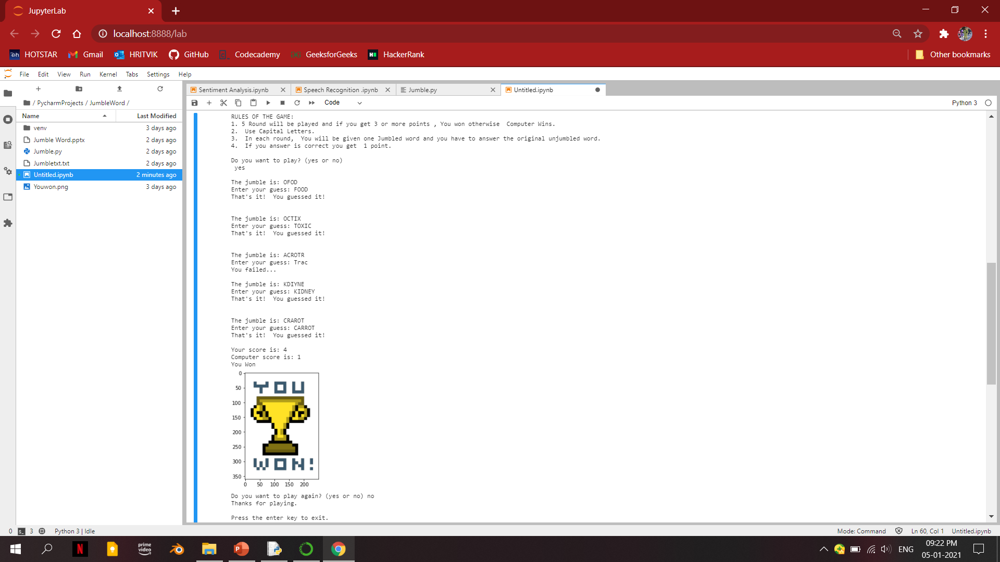 JupyterLab
localhost:8888/lab
HOTSTAR Gmail HRITVIK GitHub Codecademy GeeksforGeeks HackerRank Other bookmarks
File Edit View Run Kernel Tabs Settings Help
Sentiment Analysis.ipynb Speech Recognition .ipynb Jumble.py Untitled.ipynb
/ PycharmProjects / JumbleWord /
Code Python 3
Name Last Modified
venv 3 days ago
Jumble Word.pptx 2 days ago
Jumble.py 2 days ago
Jumbletxt.txt 2 days ago
Untitled.ipynb 2 minutes ago
Youwon.png 3 days ago
RULES OF THE GAME:
1. 5 Round will be played and if you get 3 or more points , You won otherwise  Computer Wins.
2.  Use Capital Letters.
3.  In each round,  You will be given one Jumbled word and you have to answer the original unjumbled word.
4.  If you answer is correct you get  1 point.
Do you want to play? (yes or no)
yes
The jumble is: OFOD
Enter your guess: FOOD
That's it!  You guessed it!
The jumble is: OCTIX
Enter your guess: TOXIC
That's it!  You guessed it!
The jumble is: ACROTR
Enter your guess: Trac
You failed...
The jumble is: KDIYNE
Enter your guess: KIDNEY
That's it!  You guessed it!
The jumble is: CRAROT
Enter your guess: CARROT
That's it!  You guessed it!
Your score is: 4
Computer score is: 1
You Won
0
YOU
50
100
150
200
250
WON!
300
350
0 50 100 150 200
Do you want to play again? (yes or no) no
Thanks for playing.
Press the enter key to exit.
0 3 Python 3 | Idle Mode: Command Ln 60, Col 1 Untitled.ipynb
N prime video P ENG 09:22 PM
05-01-2021